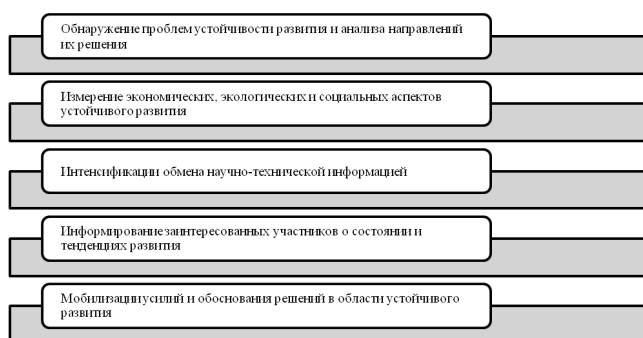 Обнаружение проблем устойчивости развития и анализа направлений
их решения
Измерение экономических, экологических и социальных аспектов
устойчивого развития
Интенсификации обмена научно-технической информацией
Информирование заинтересованных участников о состоянии и
тенденциях развития
Мобилизации усилий и обоснования решений в области устойчивого
развития